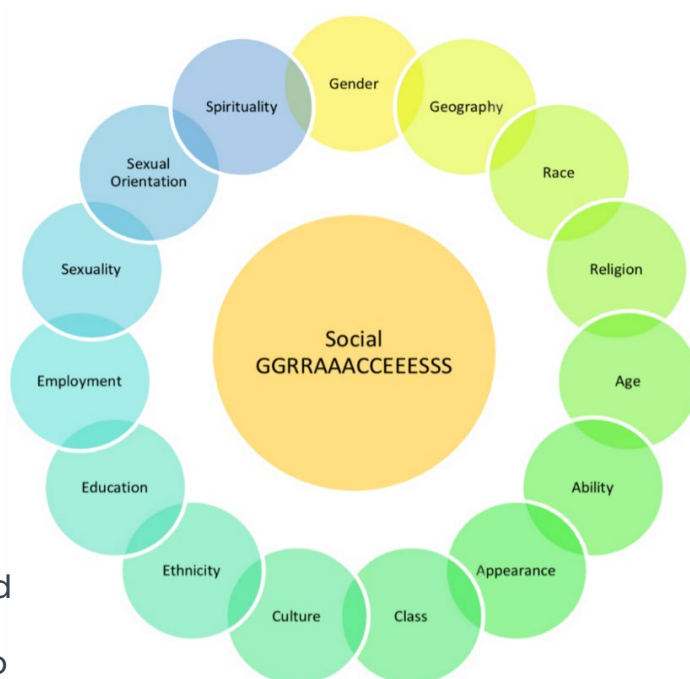 Gender
Geography
Race
Religion
Age
Ability
Appearance
Class
Culture
Ethnicity
Education
Employment
Sexuality
Sexual
Orientation
Spirituality
Social
GGRRAAACCEEESSS